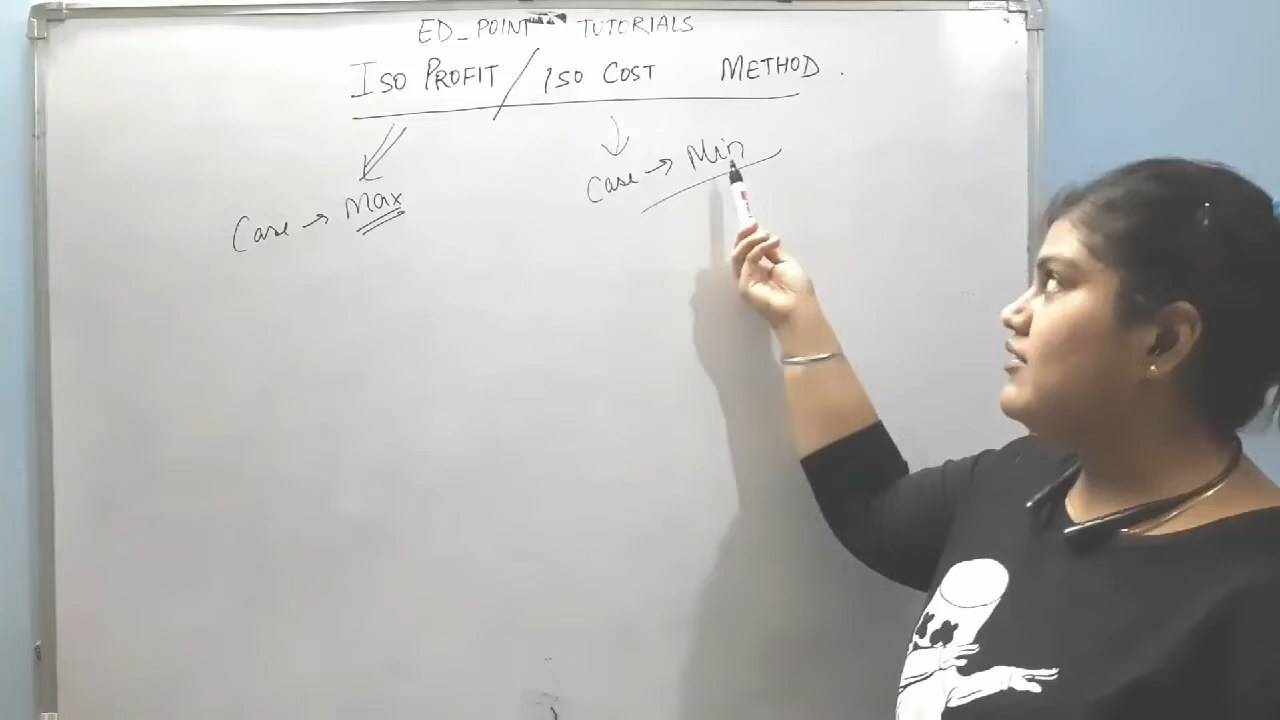 ED_POINT TUTORIALS
ISO PROFIT / ISO COST METHOD.
Case → Min
Case → Max